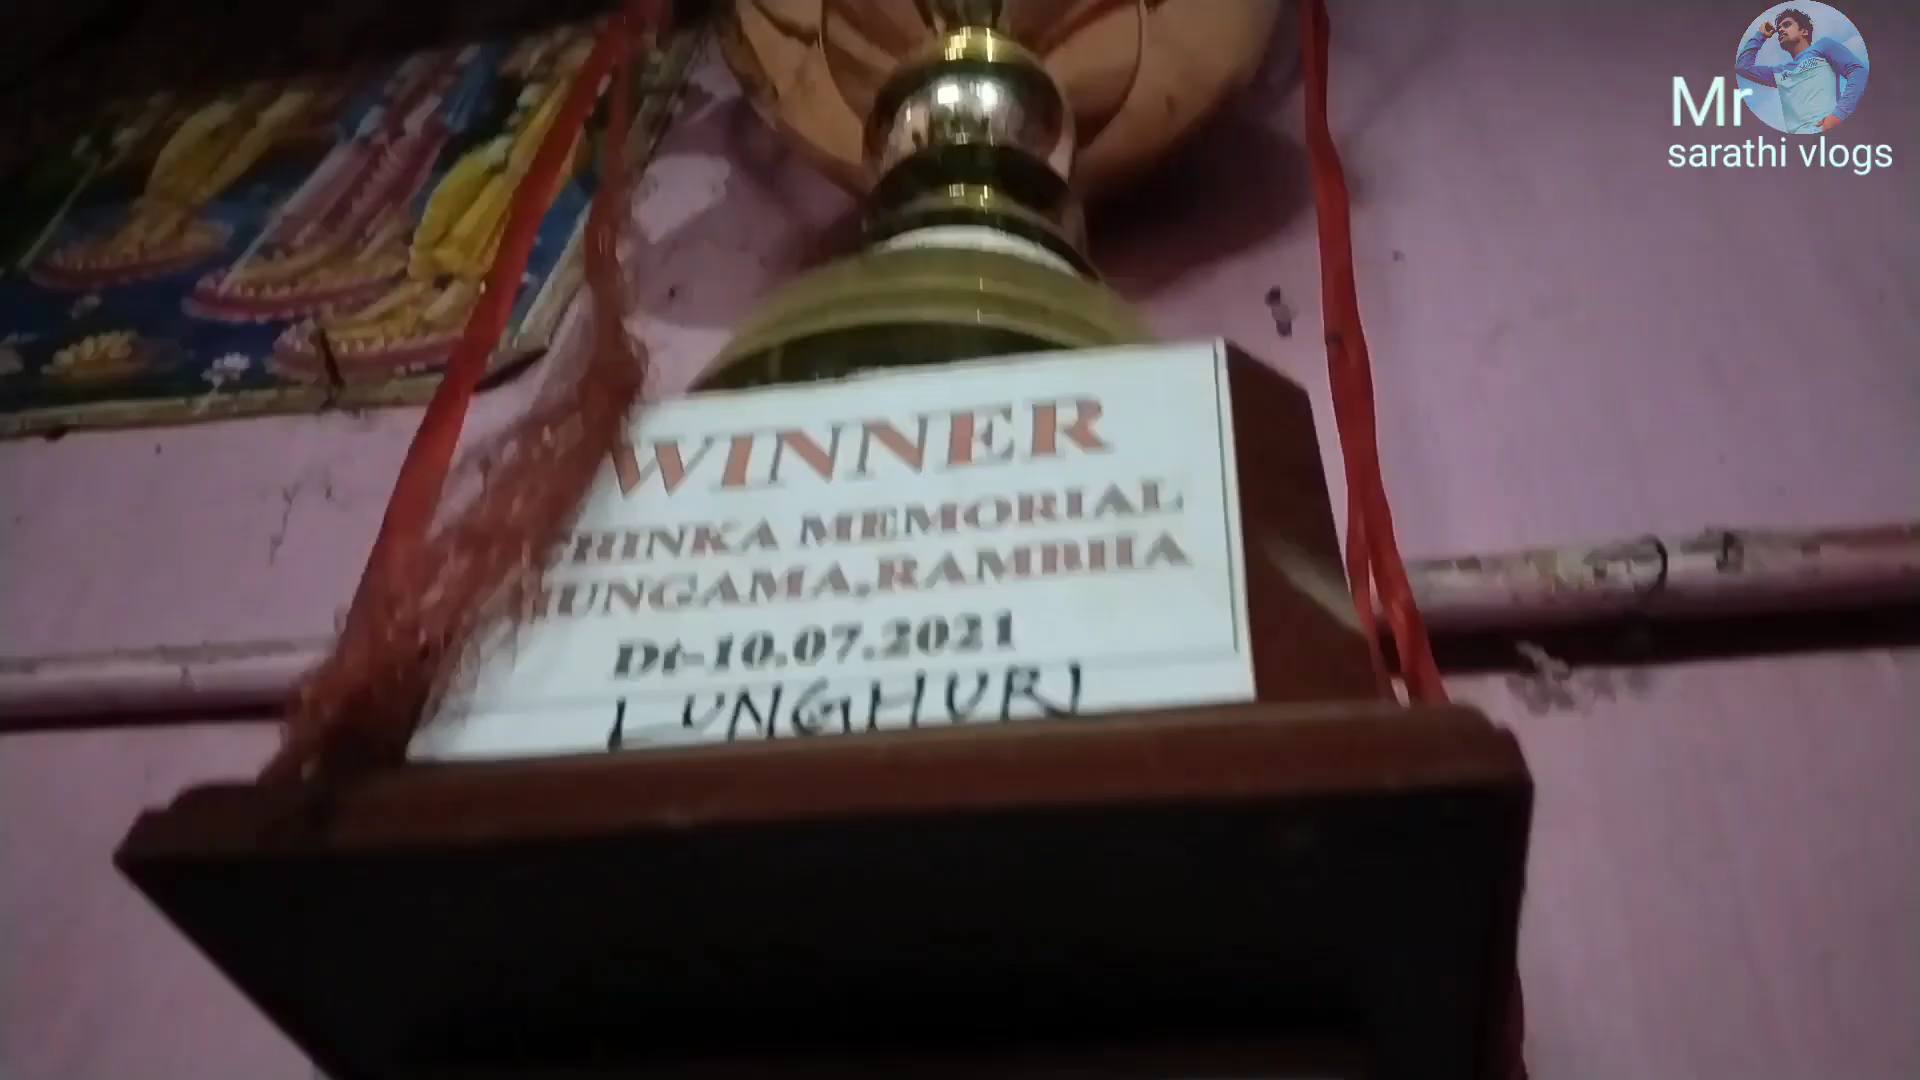 Mr
sarathi vlogs
WINNER
MEMORIAL
RAMBHA
Dt-10.07.2021
LUNGHURI